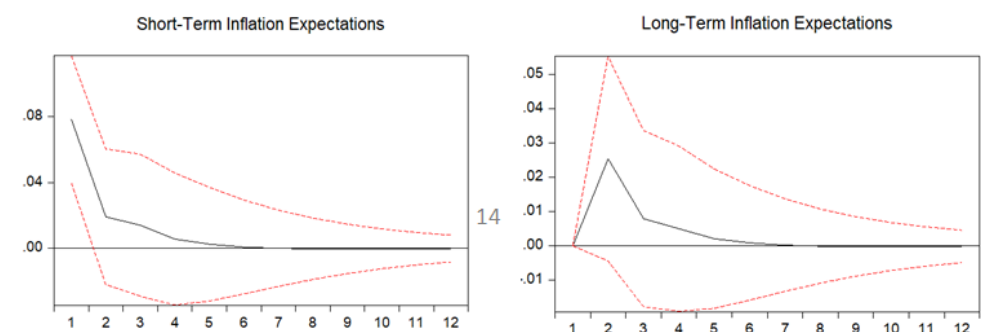 Short-Term Inflation Expectations
.08
.04
.00
1 2 3 4 5 6 7 8 9 10 11 12
14
Long-Term Inflation Expectations
.05
.04
.03
.02
.01
.00
.01
1 2 3 4 5 6 7 8 9 10 11 12